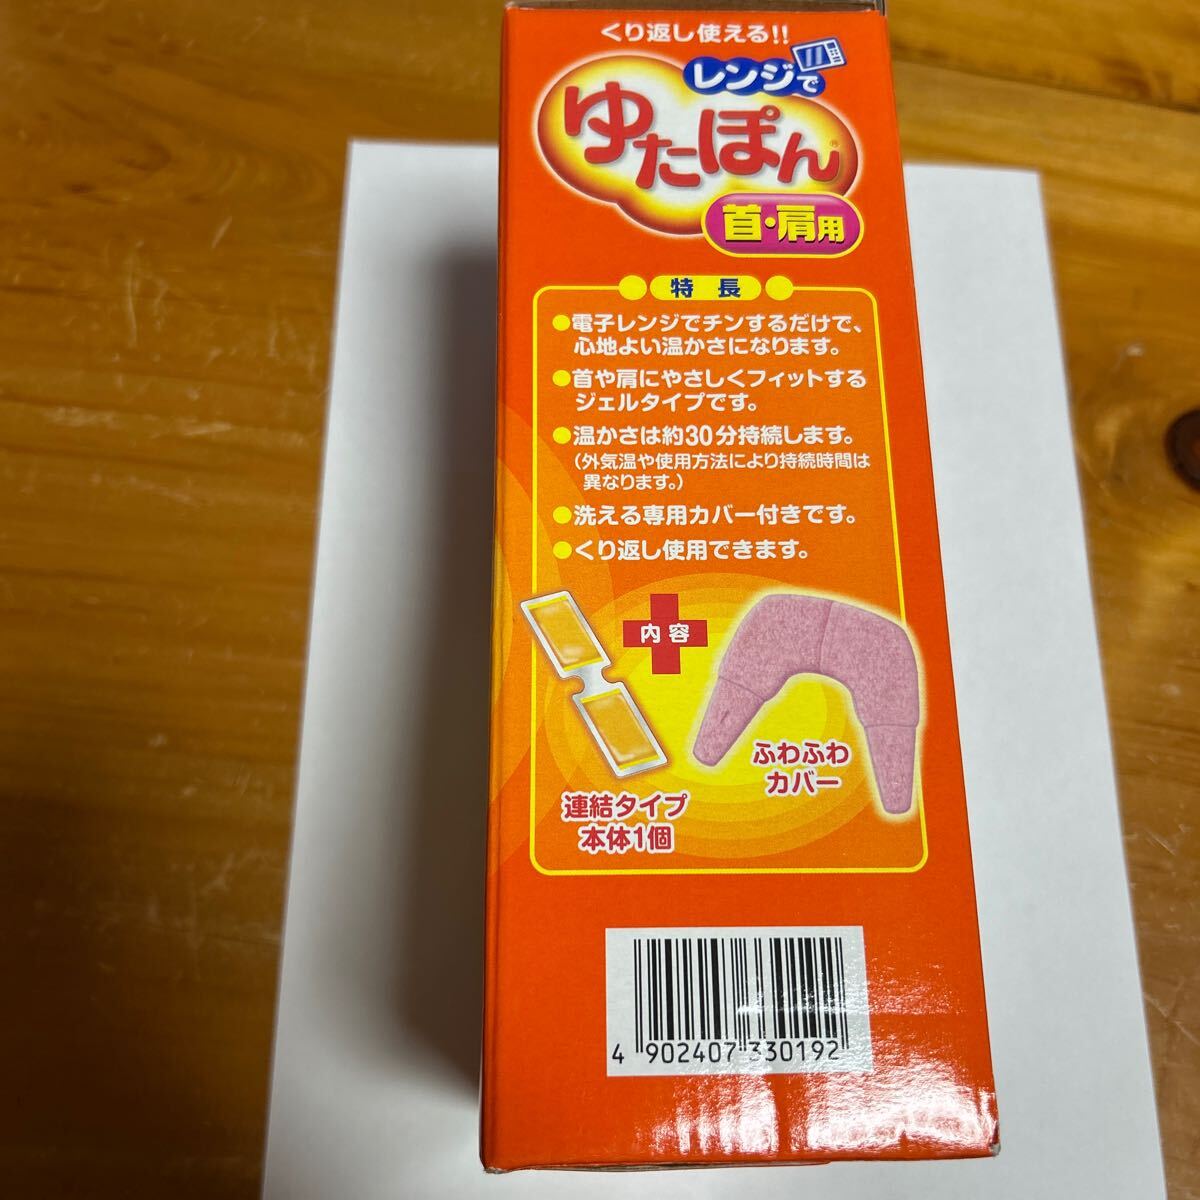 くり返し使える!!
レンジで
ゆたぽん®
首・肩用
特長
●電子レンジでチンするだけで、
心地よい温かさになります。
●首や肩にやさしくフィットする
ジェルタイプです。
●温かさは約30分持続します。
（外気温や使用方法により持続時間は
異なります。）
●洗える専用カバー付きです。
●くり返し使用できます。
内容
ふわふわ
カバー
連結タイプ
本体1個
4 902407 330192